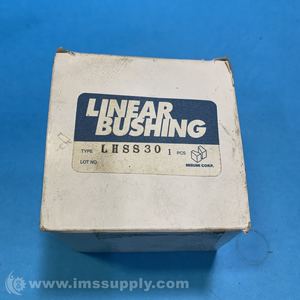 LINEAR
BUSHING
TYPE LHSS30 1 PCS
LOT NO.
MISUMI CORP.
© www.imssupply.com